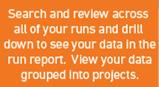 Search and review across
all of your runs and drill
down to see your data in the
run report. View your data
grouped into projects.